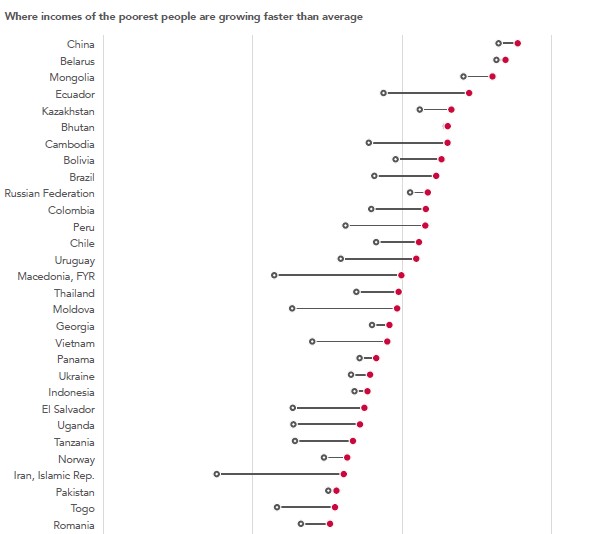 Where incomes of the poorest people are growing faster than average
China
Belarus
Mongolia
Ecuador
Kazakhstan
Bhutan
Cambodia
Bolivia
Brazil
Russian Federation
Colombia
Peru
Chile
Uruguay
Macedonia, FYR
Thailand
Moldova
Georgia
Vietnam
Panama
Ukraine
Indonesia
El Salvador
Uganda
Tanzania
Norway
Iran, Islamic Rep.
Pakistan
Togo
Romania